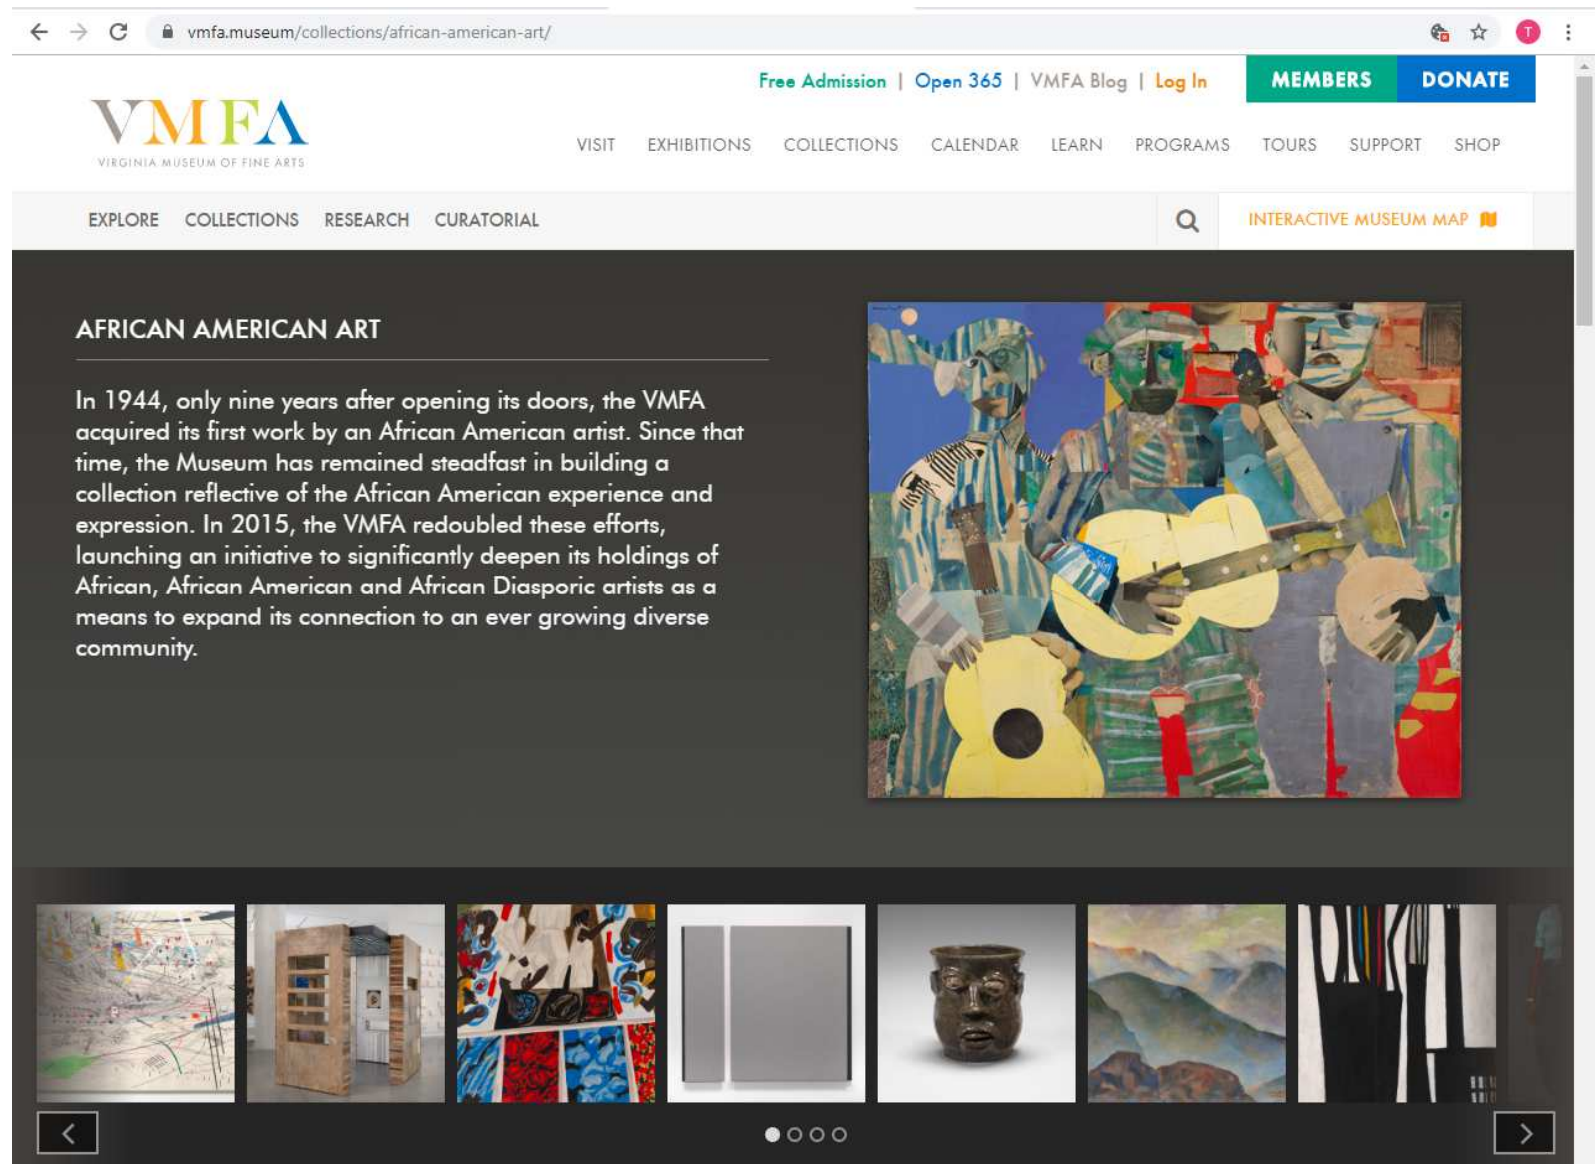 vmfa.museum/collections/african-american-art/
T
Free Admission | Open 365 | VMFA Blog | Log In
MEMBERS
DONATE
VMFA
VIRGINIA MUSEUM OF FINE ARTS
VISIT EXHIBITIONS COLLECTIONS CALENDAR LEARN PROGRAMS TOURS SUPPORT SHOP
EXPLORE COLLECTIONS RESEARCH CURATORIAL
INTERACTIVE MUSEUM MAP
AFRICAN AMERICAN ART
In 1944, only nine years after opening its doors, the VMFA
acquired its first work by an African American artist. Since that
time, the Museum has remained steadfast in building a
collection reflective of the African American experience and
expression. In 2015, the VMFA redoubled these efforts,
launching an initiative to significantly deepen its holdings of
African, African American and African Diasporic artists as a
means to expand its connection to an ever growing diverse
community.